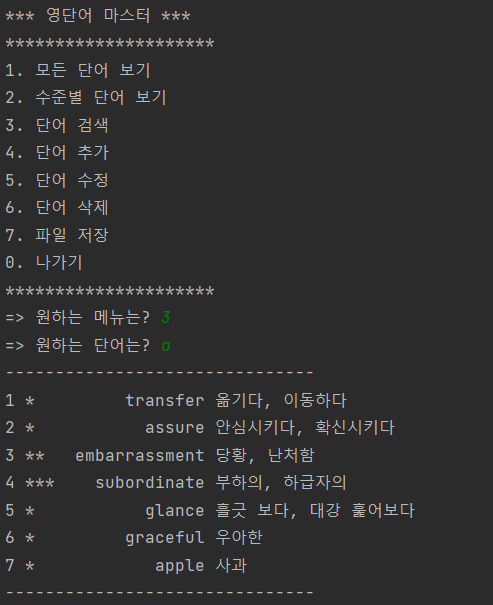 *** 영단어 마스터 ***
*********************
1. 모든 단어 보기
2. 수준별 단어 보기
3. 단어 검색
4. 단어 추가
5. 단어 수정
6. 단어 삭제
7. 파일 저장
0. 나가기
*********************
=> 원하는 메뉴는? 3
=> 원하는 단어는? a
-------------------------------
1 * transfer 옮기다, 이동하다
2 * assure 안심시키다, 확신시키다
3 ** embarrassment 당황, 난처함
4 *** subordinate 부하의, 하급자의
5 * glance 흘긋 보다, 대강 훑어보다
6 * graceful 우아한
7 * apple 사과
-------------------------------